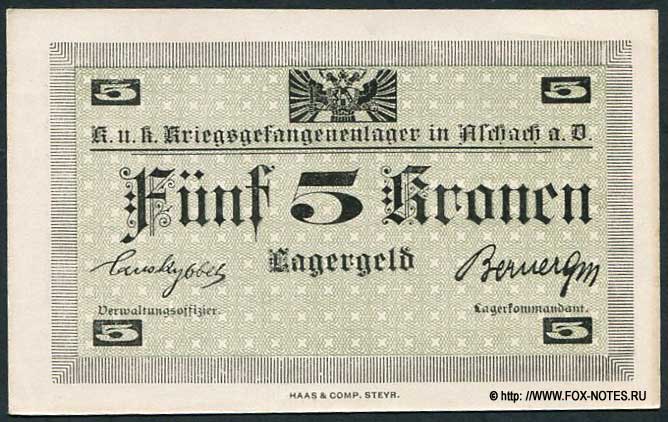 5 5
K. u. k. Kriegsgefangenenlager in Aschach a. D.
Fünf 5 Kronen
Lagergeld
Verwaltungsoffizier. Lagerkommandant.
5 5
HAAS & COMP. STEYR.
© http: //WWW.FOX-NOTES.RU